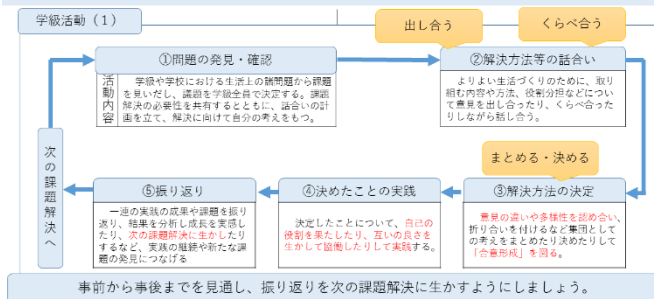 学級活動(1)
出し合う
くらべ合う
①問題の発見・確認
活動内容
学級や学校における生活上の諸問題から課
題を見いだし、議題を学級全員で決定する。課題
解決の必要性を共有するとともに、話合いの計
画を立て、解決に向けて自分の考えをもつ。
②解決方法等の話合い
よりよい生活づくりのために、取り
組む内容や方法、役割分担などについ
て意見を出し合ったり、くらべ合った
りしながら話し合う。
まとめる・決める
③解決方法の決定
意見の違いや多様性を認め合い、
折り合いを付けるなど集団として
の考えをまとめたり決めたりして
「合意形成」を図る。
④決めたことの実践
決定したことについて、自己の
役割を果たしたり、互いの良さを
生かして協働したりして実践する。
⑤振り返り
一連の実践の成果や課題を振
り返り、結果を分析し成長を実感し
たり、次の課題解決に生かしたり
するなど、実践の継続や新たな課
題の発見につなげる
次の課題解決へ
事前から事後までを見通し、振り返りを次の課題解決に生かすようにしましょう。